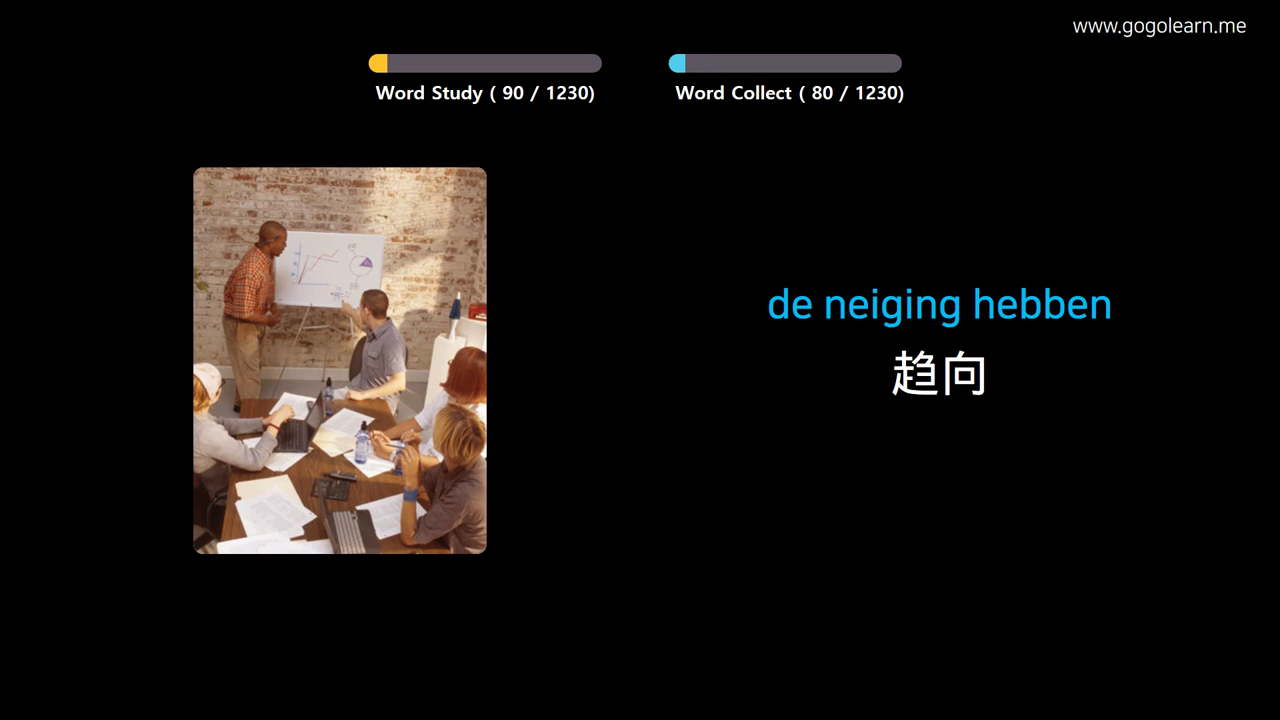 www.gogolearn.me
Word Study ( 90 / 1230)
Word Collect ( 80 / 1230)
de neiging hebben
趋向